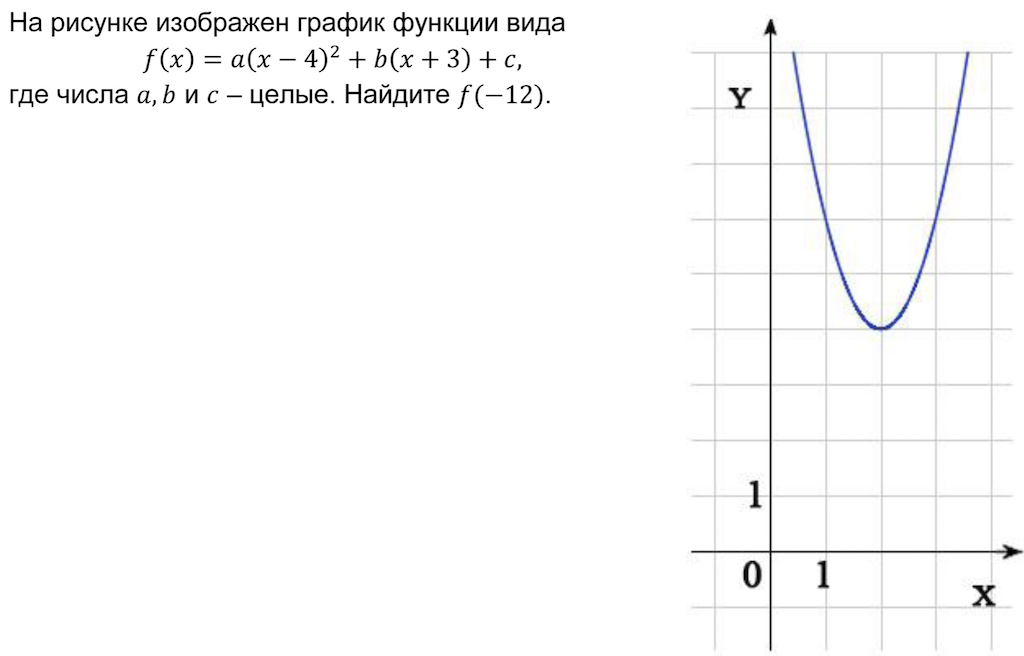 На рисунке изображен график функции вида
f(x) = a(x − 4)² + b(x + 3) + c,
где числа a, b и c − целые. Найдите f(−12).
Y
1
0 1
X